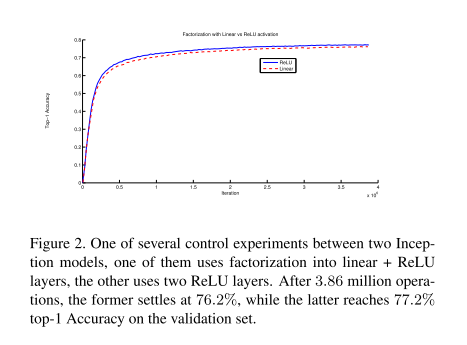 Factorization with Linear vs ReLU activation
0.8
0.7
0.6
0.5
0.4
0.3
0.2
0.1
0
Top−1 Accuracy
ReLU
Linear
0 0.5 1 1.5 2 2.5 3 3.5 4
Iteration
x 10⁶
Figure 2. One of several control experiments between two Incep-
tion models, one of them uses factorization into linear + ReLU
layers, the other uses two ReLU layers. After 3.86 million opera-
tions, the former settles at 76.2%, while the latter reaches 77.2%
top-1 Accuracy on the validation set.